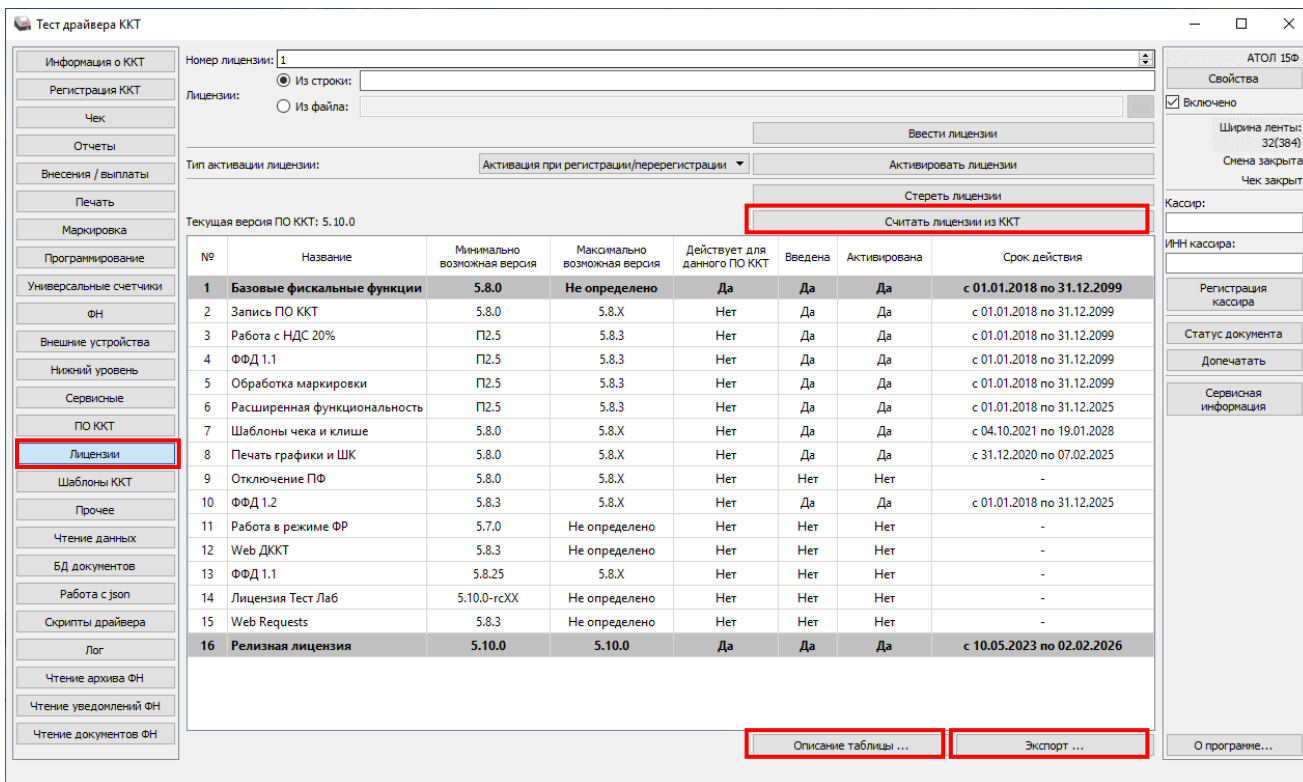 Тест драйвера ККТ
Информация о ККТ
Регистрация ККТ
Чек
Отчеты
Внесения / выплаты
Печать
Маркировка
Программирование
Универсальные счетчики
ФН
Внешние устройства
Нижний уровень
Сервисные
ПО ККТ
Лицензии
Шаблоны ККТ
Прочее
Чтение данных
БД документов
Работа с json
Скрипты драйвера
Лог
Чтение архива ФН
Чтение уведомлений ФН
Чтение документов ФН
Номер лицензии: 1
Лицензии:
Из строки:
Из файла:
Ввести лицензии
Тип активации лицензии: Активация при регистрации/перерегистрации Активировать лицензии
Стереть лицензии
Текущая версия ПО ККТ: 5.10.0 Считать лицензии из ККТ
№ Название Минимально возможная версия Максимально возможная версия Действует для данного ПО ККТ Введена Активирована Срок действия
1 Базовые фискальные функции 5.8.0 Не определено Да Да Да с 01.01.2018 по 31.12.2099
2 Запись ПО ККТ 5.8.0 5.8.X Нет Да Да с 01.01.2018 по 31.12.2099
3 Работа с НДС 20% П2.5 5.8.3 Нет Да Да с 01.01.2018 по 31.12.2099
4 ФФД 1.1 П2.5 5.8.3 Нет Да Да с 01.01.2018 по 31.12.2099
5 Обработка маркировки П2.5 5.8.3 Нет Да Да с 01.01.2018 по 31.12.2099
6 Расширенная функциональность П2.5 5.8.3 Нет Да Да с 01.01.2018 по 31.12.2025
7 Шаблоны чека и клише 5.8.0 5.8.X Нет Да Да с 04.10.2021 по 19.01.2028
8 Печать графики и ШК 5.8.0 5.8.X Нет Да Да с 31.12.2020 по 07.02.2025
9 Отключение ПФ 5.8.0 5.8.X Нет Нет Нет -
10 ФФД 1.2 5.8.3 5.8.X Нет Да Да с 01.01.2018 по 31.12.2025
11 Работа в режиме ФР 5.7.0 Не определено Нет Нет Нет -
12 Web ДККТ 5.8.3 Не определено Нет Нет Нет -
13 ФФД 1.1 5.8.25 5.8.X Нет Нет Нет -
14 Лицензия Тест Лаб 5.10.0-rcXX Не определено Нет Нет Нет -
15 Web Requests 5.8.3 Не определено Нет Нет Нет -
16 Релизная лицензия 5.10.0 5.10.0 Да Да Да с 10.05.2023 по 02.02.2026
Описание таблицы ... Экспорт ...
АТОЛ 15Ф
Свойства
Включено
Ширина ленты:
32(384)
Смена закрыта
Чек закрыт
Кассир:
ИНН кассира:
Регистрация
кассира
Статус документа
Допечатать
Сервисная
информация
О программе...